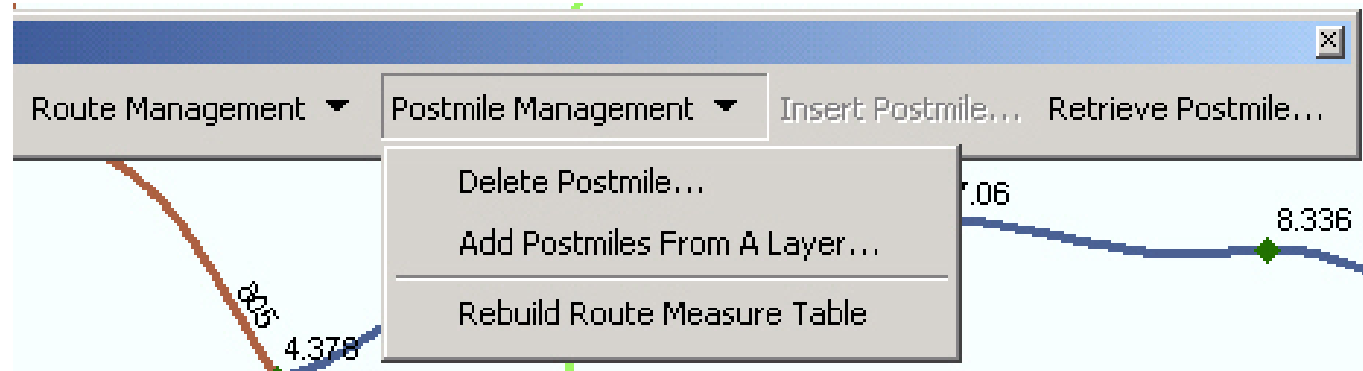 Route Management
Postmile Management
Insert Postmile...
Retrieve Postmile...
Delete Postmile...
Add Postmiles From A Layer...
Rebuild Route Measure Table
.06
8.336
805
4.378